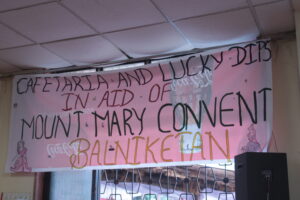 CAFETARIA AND LUCKY DIPS
IN AID OF
MOUNT MARY CONVENT
BALNIKETAN